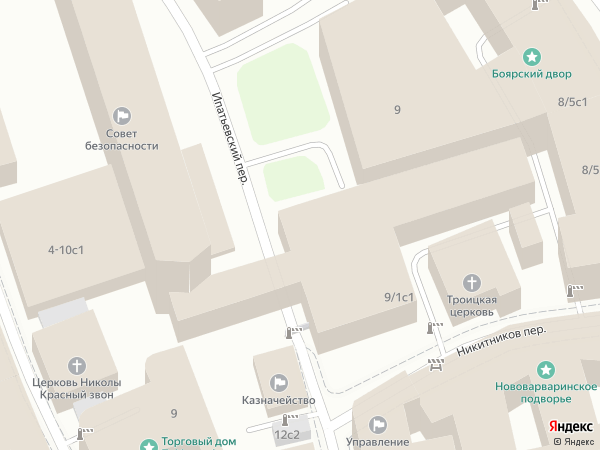 Боярский двор
8/5с1
9
Совет
безопасности
Ипатьевский пер.
8/5
4-10с1
9/1с1
Троицкая
церковь
Никитников пер.
Церковь Николы
Красный звон
Казначейство
Нововарваринское
подворье
9
12с2
Торговый дом
Управление
Яндекс
© Яндекс